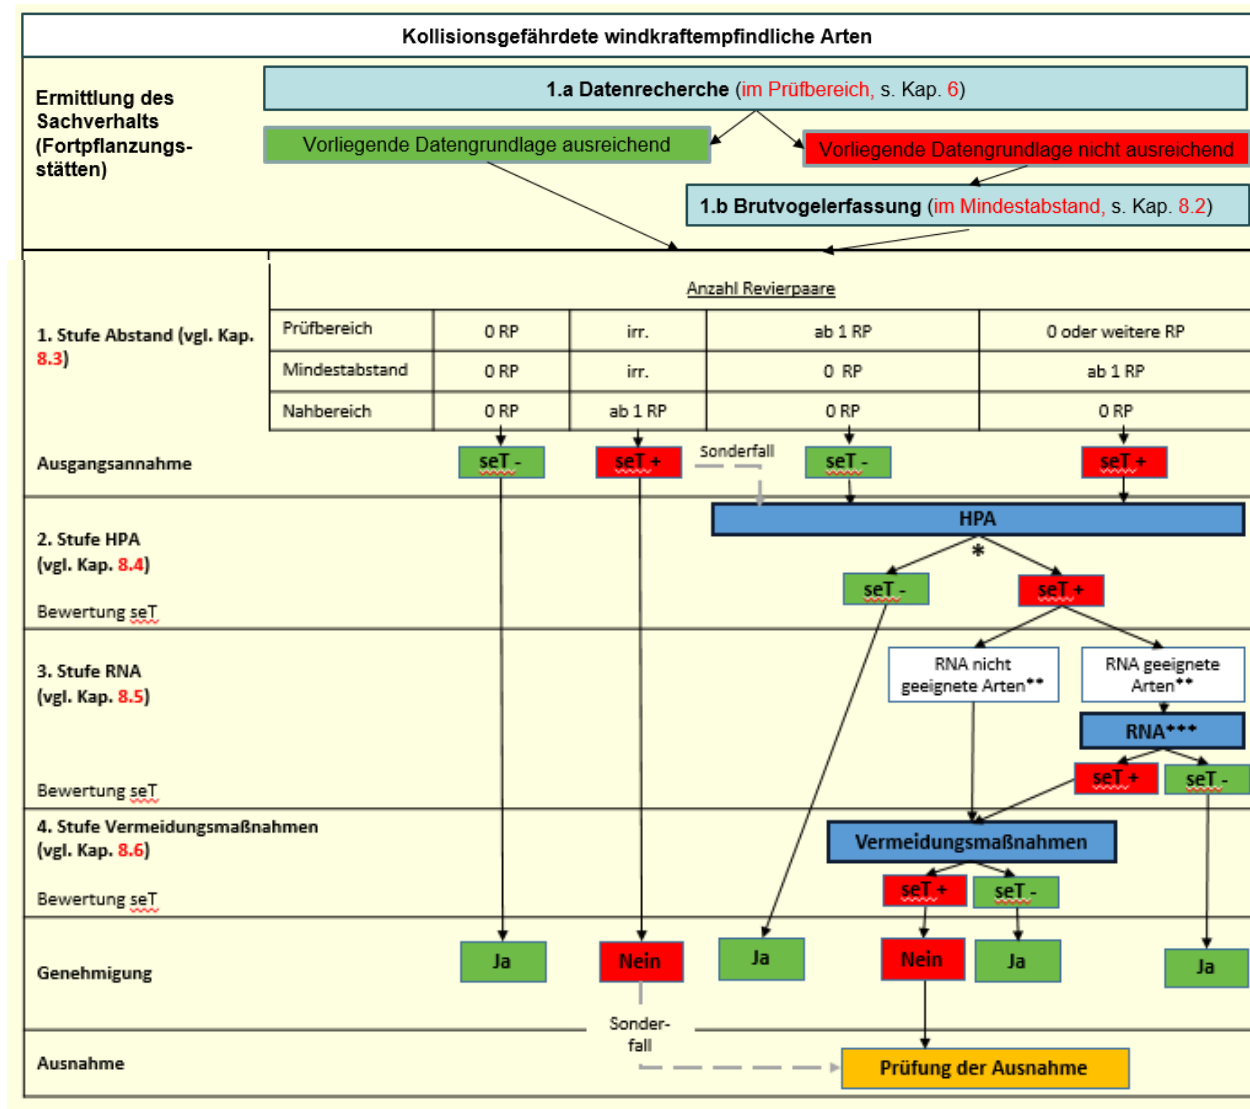 Kollisionsgefährdete windkraftempfindliche Arten
Ermittlung des
Sachverhalts
(Fortpflanzungs-
stätten)
1.a Datenrecherche (im Prüfbereich, s. Kap. 6)
Vorliegende Datengrundlage ausreichend
Vorliegende Datengrundlage nicht ausreichend
1.b Brutvogelerfassung (im Mindestabstand, s. Kap. 8.2)
1. Stufe Abstand (vgl. Kap.
8.3)
Anzahl Revierpaare
Prüfbereich 0 RP irr. ab 1 RP 0 oder weitere RP
Mindestabstand 0 RP irr. 0 RP ab 1 RP
Nahbereich 0 RP ab 1 RP 0 RP 0 RP
Ausgangsannahme
seT - seT + Sonderfall seT - seT +
2. Stufe HPA
(vgl. Kap. 8.4)
HPA
*
seT - seT +
Bewertung seT
3. Stufe RNA
(vgl. Kap. 8.5)
RNA nicht
geeignete Arten**
RNA geeignete
Arten**
RNA***
seT + seT -
Bewertung seT
4. Stufe Vermeidungsmaßnahmen
(vgl. Kap. 8.6)
Vermeidungsmaßnahmen
Bewertung seT
seT + seT -
Genehmigung
Ja Nein Ja Nein Ja Ja
Sonder-
fall
Ausnahme
Prüfung der Ausnahme